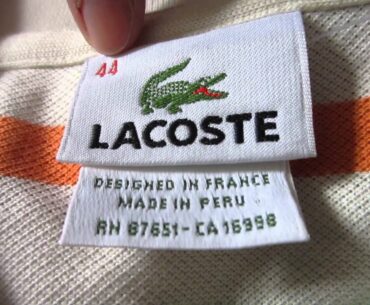 44
LACOSTE
DESIGNED IN FRANCE
MADE IN PERU
RN 87651-CA 16998